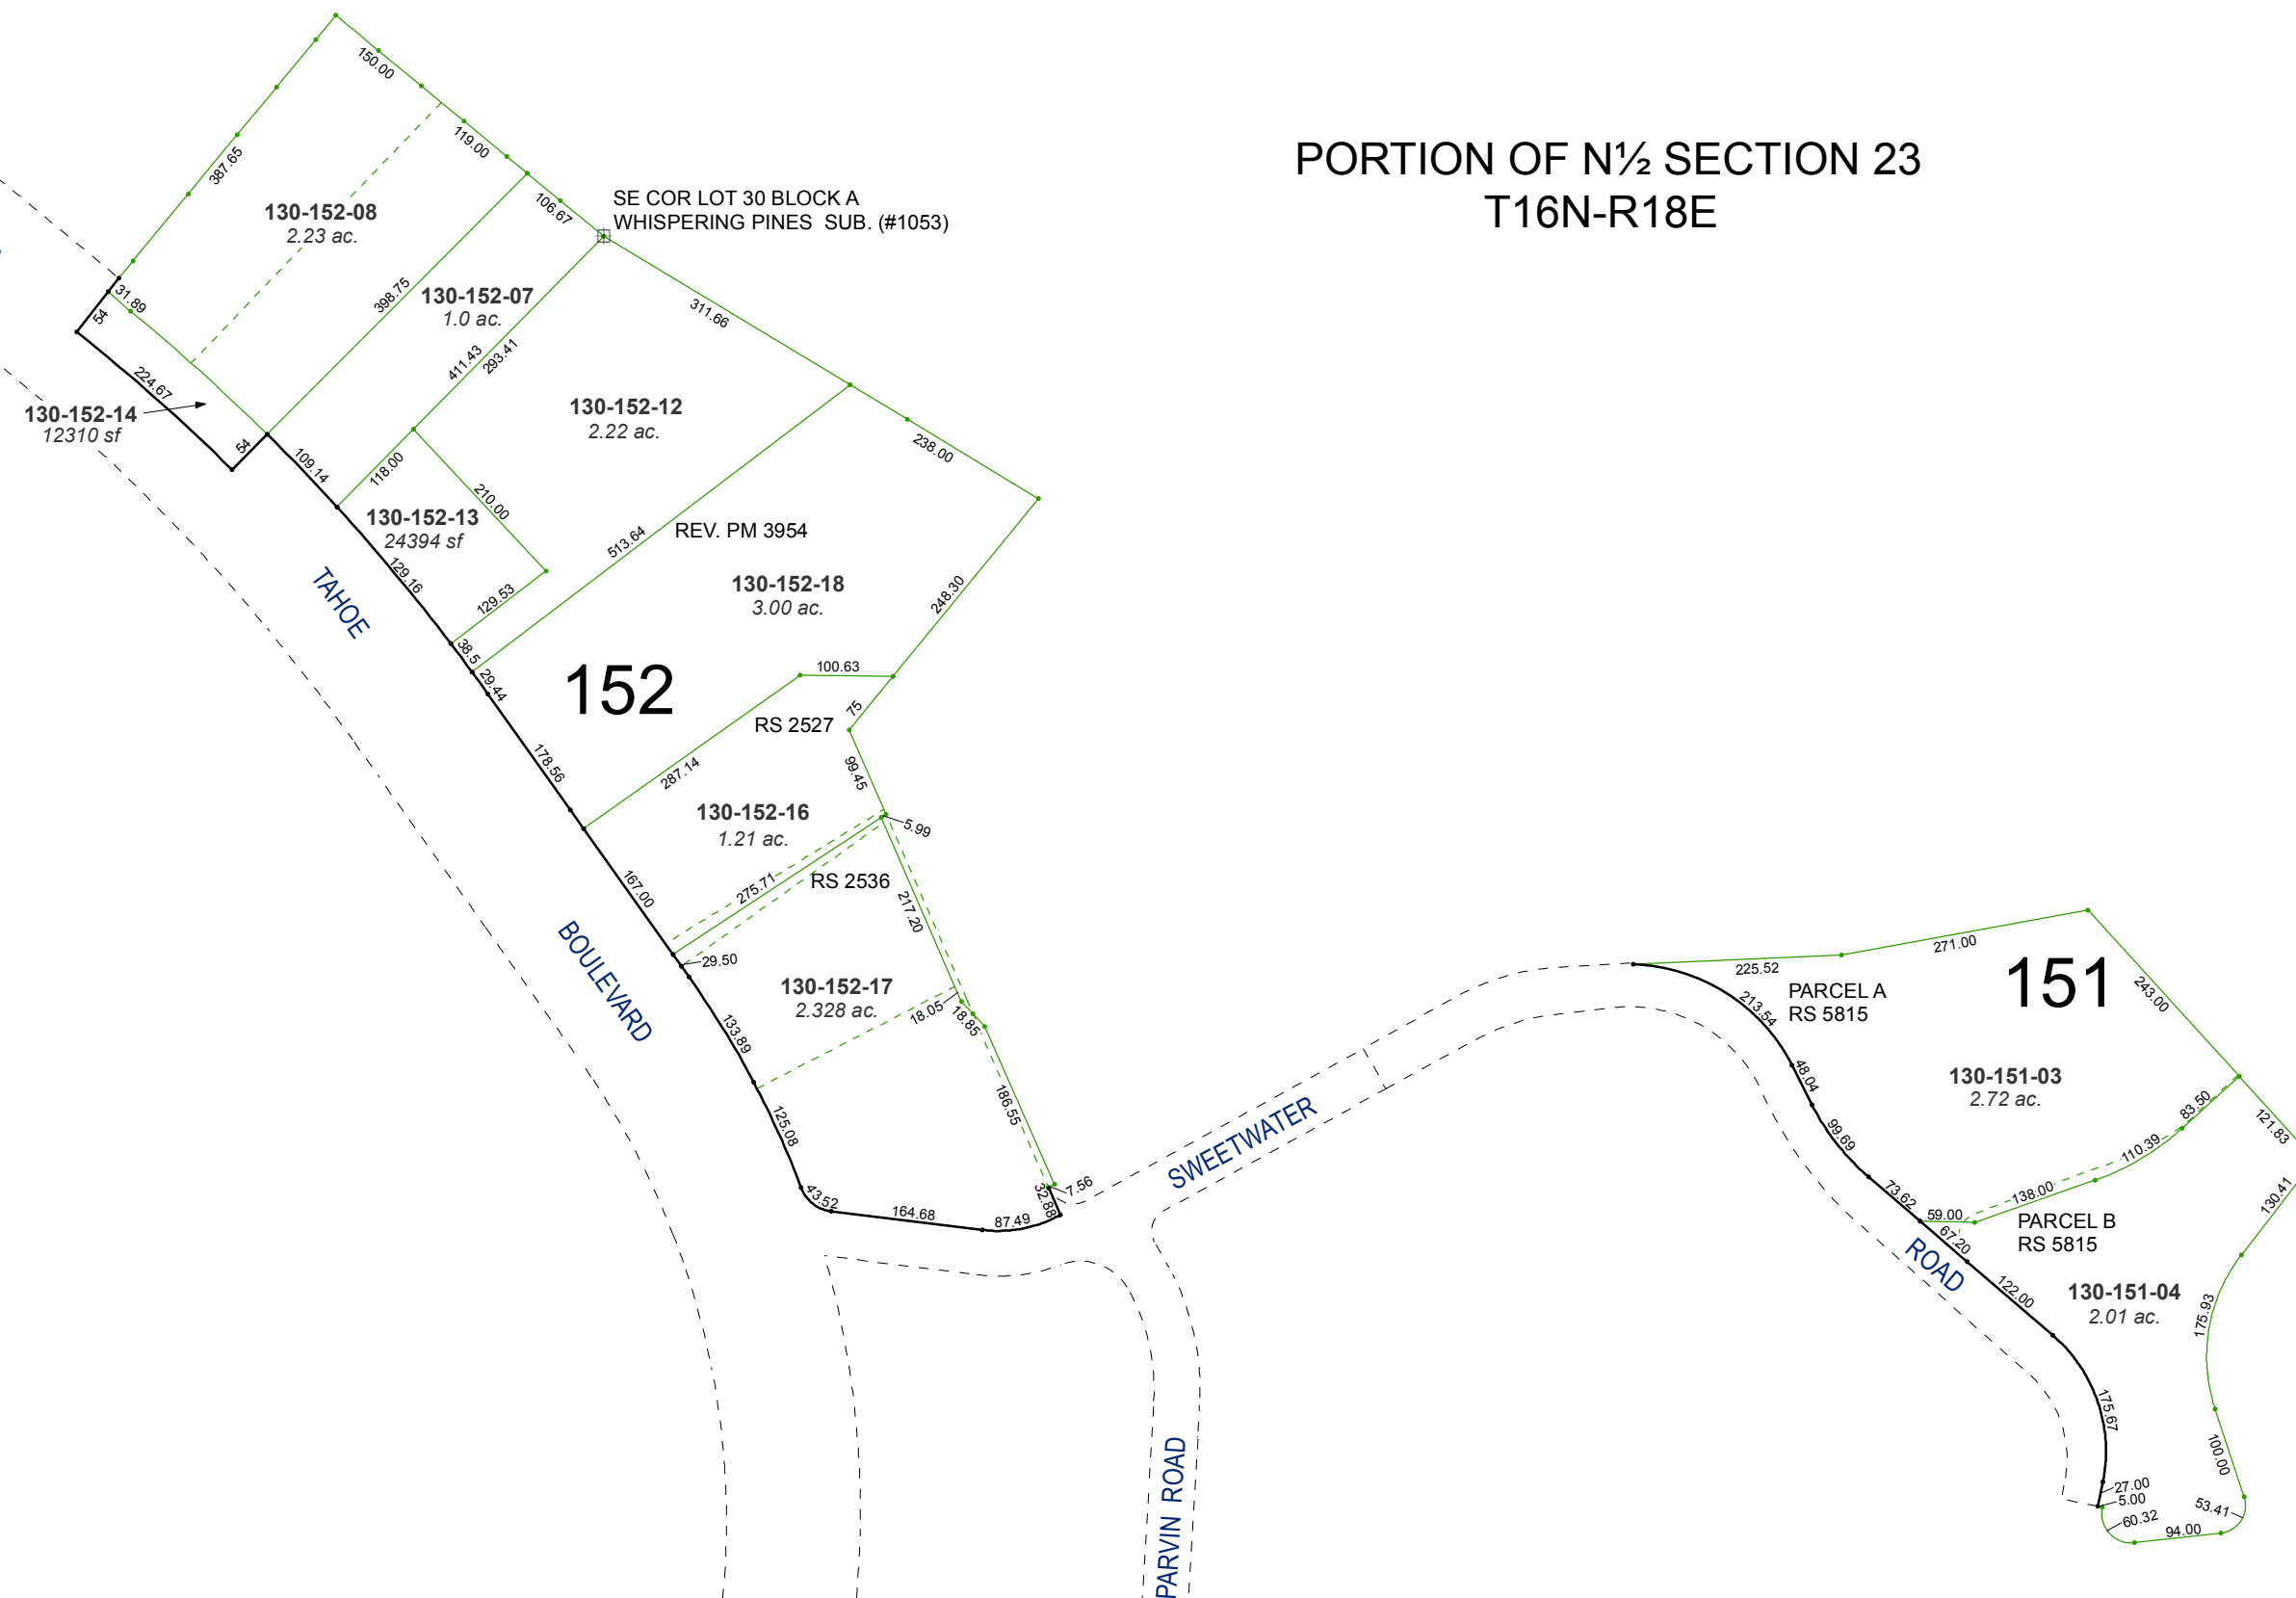 PORTION OF N½ SECTION 23
T16N-R18E
150.00
119.00
106.67
387.65
SE COR LOT 30 BLOCK A
WHISPERING PINES SUB. (#1053)
130-152-08
2.23 ac.
31.89
54
398.75
130-152-07
1.0 ac.
311.66
411.43
293.41
224.67
130-152-14
12310 sf
54
130-152-12
2.22 ac.
238.00
109.14
118.00
210.00
130-152-13
24394 sf
129.16
129.53
513.64
REV. PM 3954
130-152-18
3.00 ac.
248.30
TAHOE
38.5
29.44
152
100.63
75
RS 2527
178.56
287.14
99.45
130-152-16
1.21 ac.
5.99
167.00
275.71
RS 2536
217.20
BOULEVARD
29.50
130-152-17
2.328 ac.
18.05
18.85
133.89
125.08
186.55
43.52
164.68
87.49
32.88
7.56
SWEETWATER
PARVIN ROAD
225.52
271.00
151
243.00
213.54
PARCEL A
RS 5815
48.04
130-151-03
2.72 ac.
99.69
83.50
121.83
110.39
73.62
138.00
59.00
130.41
PARCEL B
RS 5815
67.20
ROAD
122.00
130-151-04
2.01 ac.
175.93
175.67
100.00
27.00
5.00
60.32
94.00
53.41